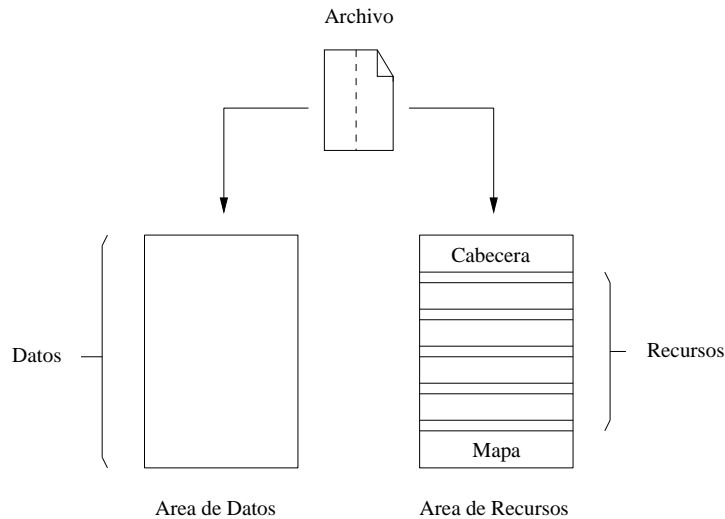 Archivo
Cabecera
Datos
Recursos
Mapa
Area de Datos
Area de Recursos